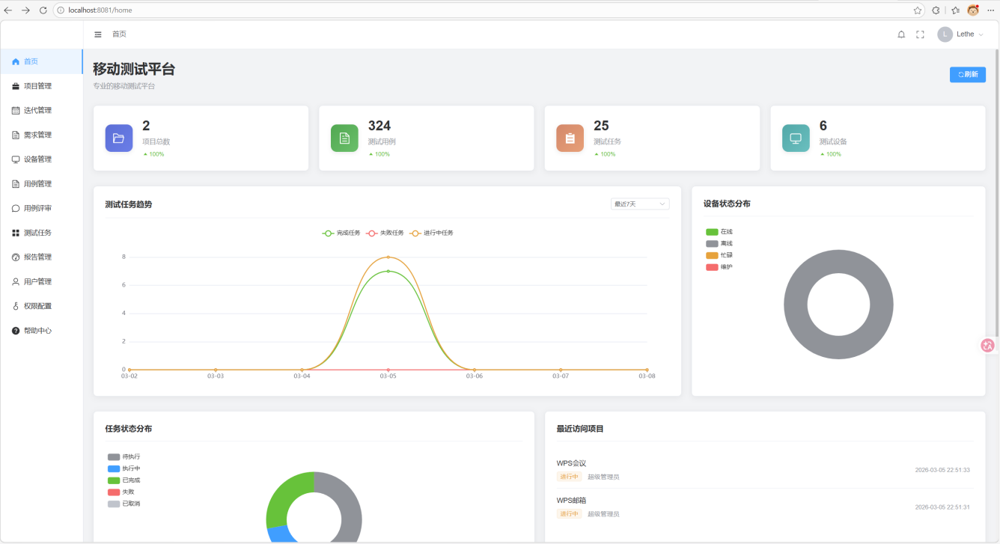 localhost:8081/home
首页
L
Lethe
首页
项目管理
迭代管理
需求管理
设备管理
用例管理
用例评审
测试任务
报告管理
用户管理
权限配置
帮助中心
移动测试平台
专业的移动测试平台
刷新
2
项目总数
100%
324
测试用例
100%
25
测试任务
100%
6
测试设备
100%
测试任务趋势
最近7天
完成任务 失败任务 进行中任务
8
6
4
2
0
03-02 03-03 03-04 03-05 03-06 03-07 03-08
设备状态分布
在线
离线
忙碌
维护
任务状态分布
待执行
执行中
已完成
失败
已取消
最近访问项目
WPS会议
进行中 超级管理员
2026-03-05 22:51:33
WPS邮箱
进行中 超级管理员
2026-03-05 22:51:31